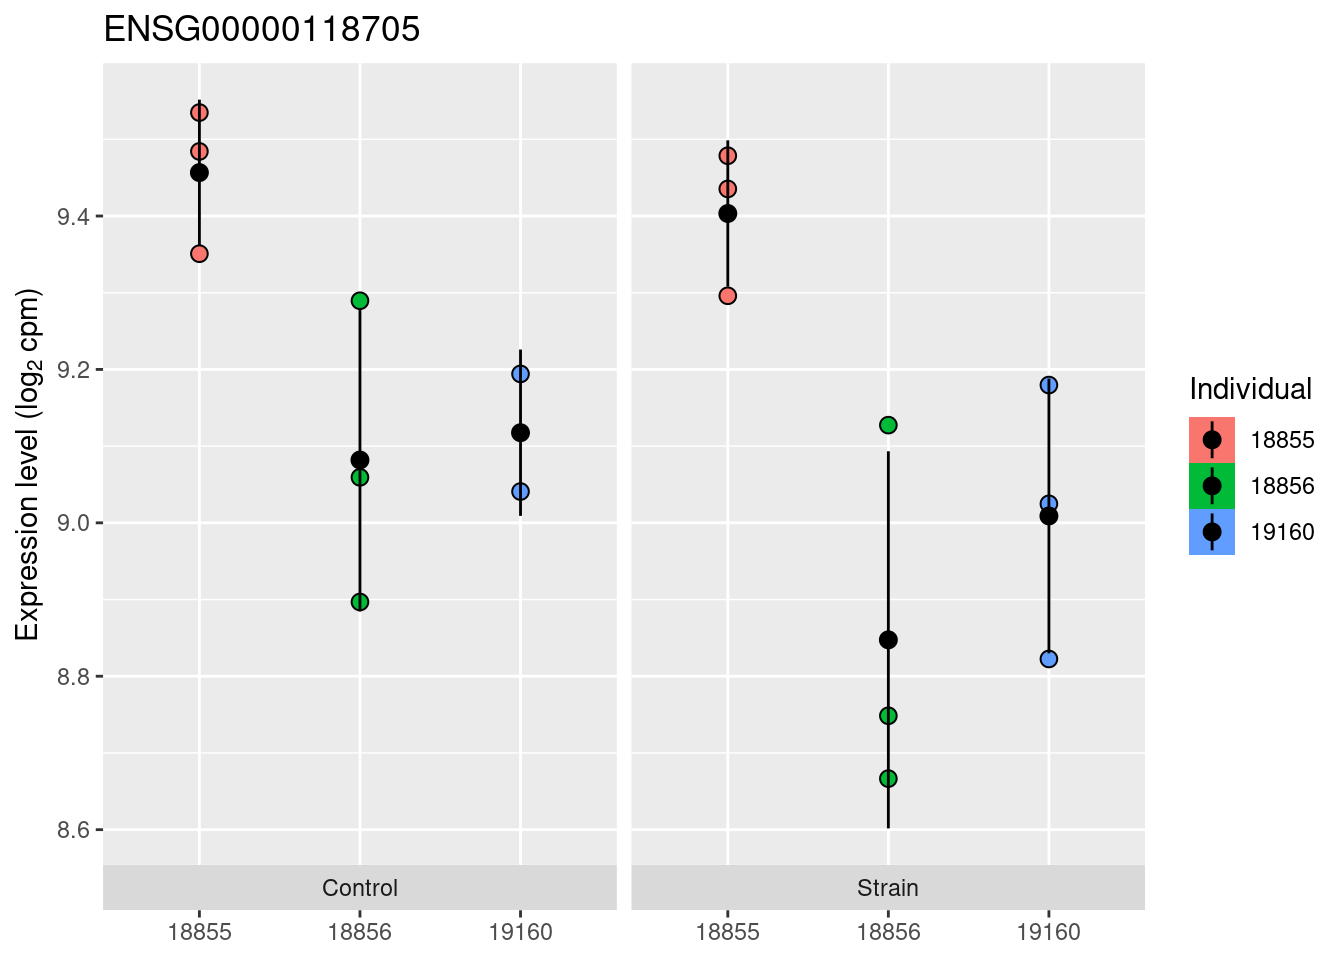 ENSG00000118705
Expression level (log₂ cpm)
9.4
9.2
9.0
8.8
8.6
Control
Strain
18855 18856 19160
18855 18856 19160
Individual
18855
18856
19160